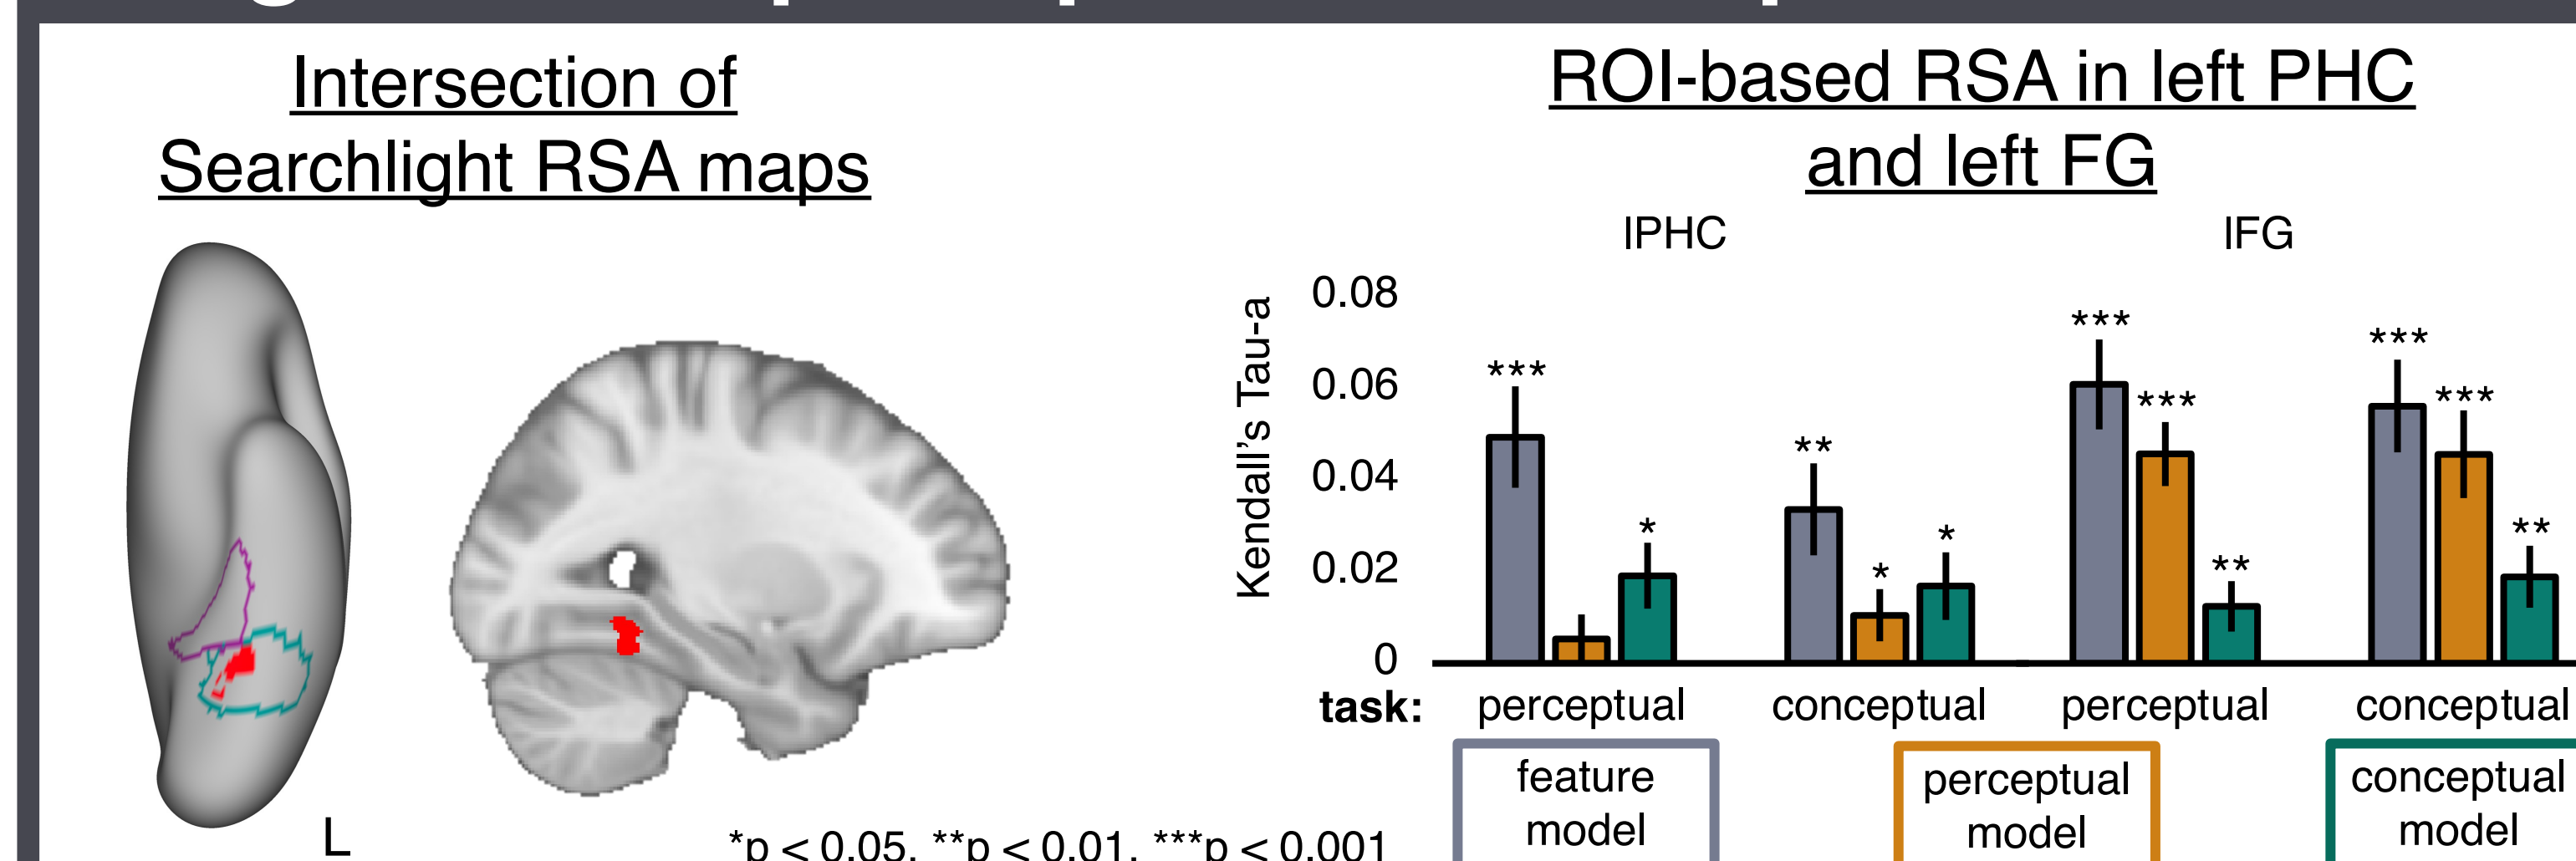 Intersection of
Searchlight RSA maps
L
*p < 0.05, **p < 0.01, ***p < 0.001
ROI-based RSA in left PHC
and left FG
lPHC
lFG
Kendall's Tau-a
0.08
0.06
0.04
0.02
0
***
*
**
*
*
***
***
**
***
***
**
task:
perceptual
conceptual
perceptual
conceptual
feature
model
perceptual
model
conceptual
model